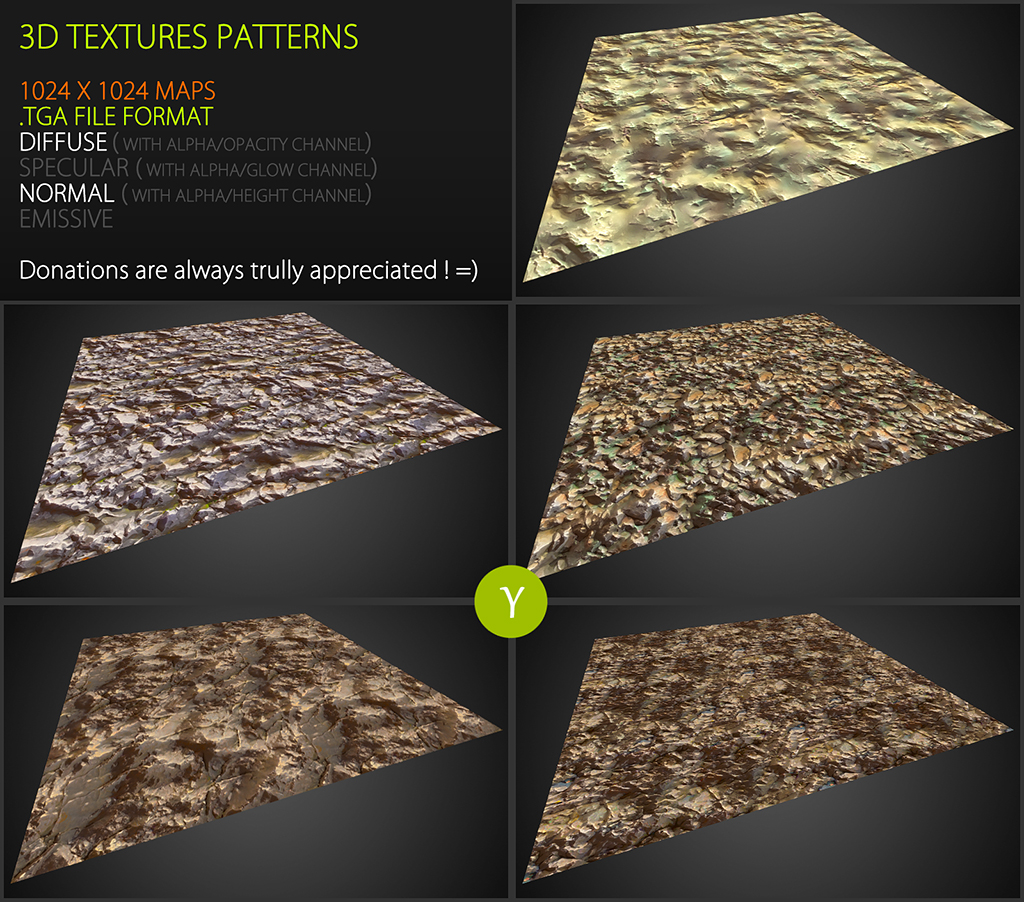 3D TEXTURES PATTERNS
1024 X 1024 MAPS
.TGA FILE FORMAT
DIFFUSE ( WITH ALPHA/OPACITY CHANNEL)
SPECULAR ( WITH ALPHA/GLOW CHANNEL)
NORMAL ( WITH ALPHA/HEIGHT CHANNEL)
EMISSIVE
Donations are always trully appreciated ! =)
Y